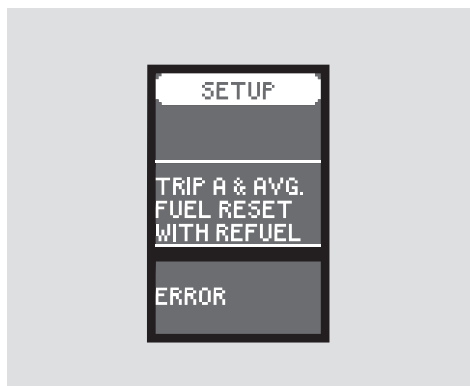 SETUP
TRIP A & AVG.
FUEL RESET
WITH REFUEL
ERROR